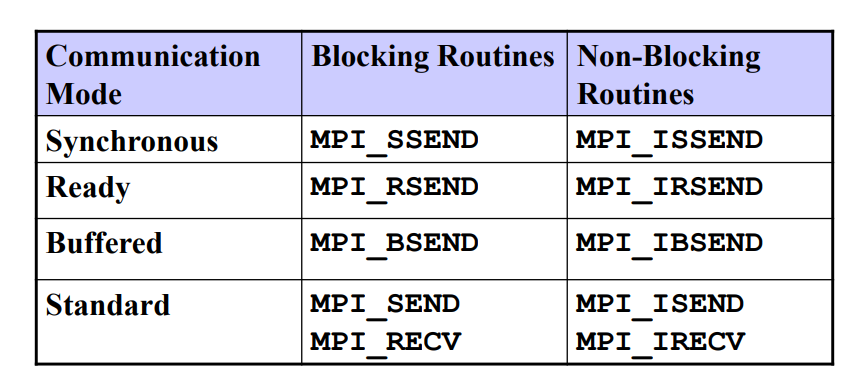 Communication Mode Blocking Routines Non-Blocking Routines
Synchronous MPI_SSEND MPI_ISSEND
Ready MPI_RSEND MPI_IRSEND
Buffered MPI_BSEND MPI_IBSEND
Standard MPI_SEND MPI_ISEND
MPI_RECV MPI_IRECV